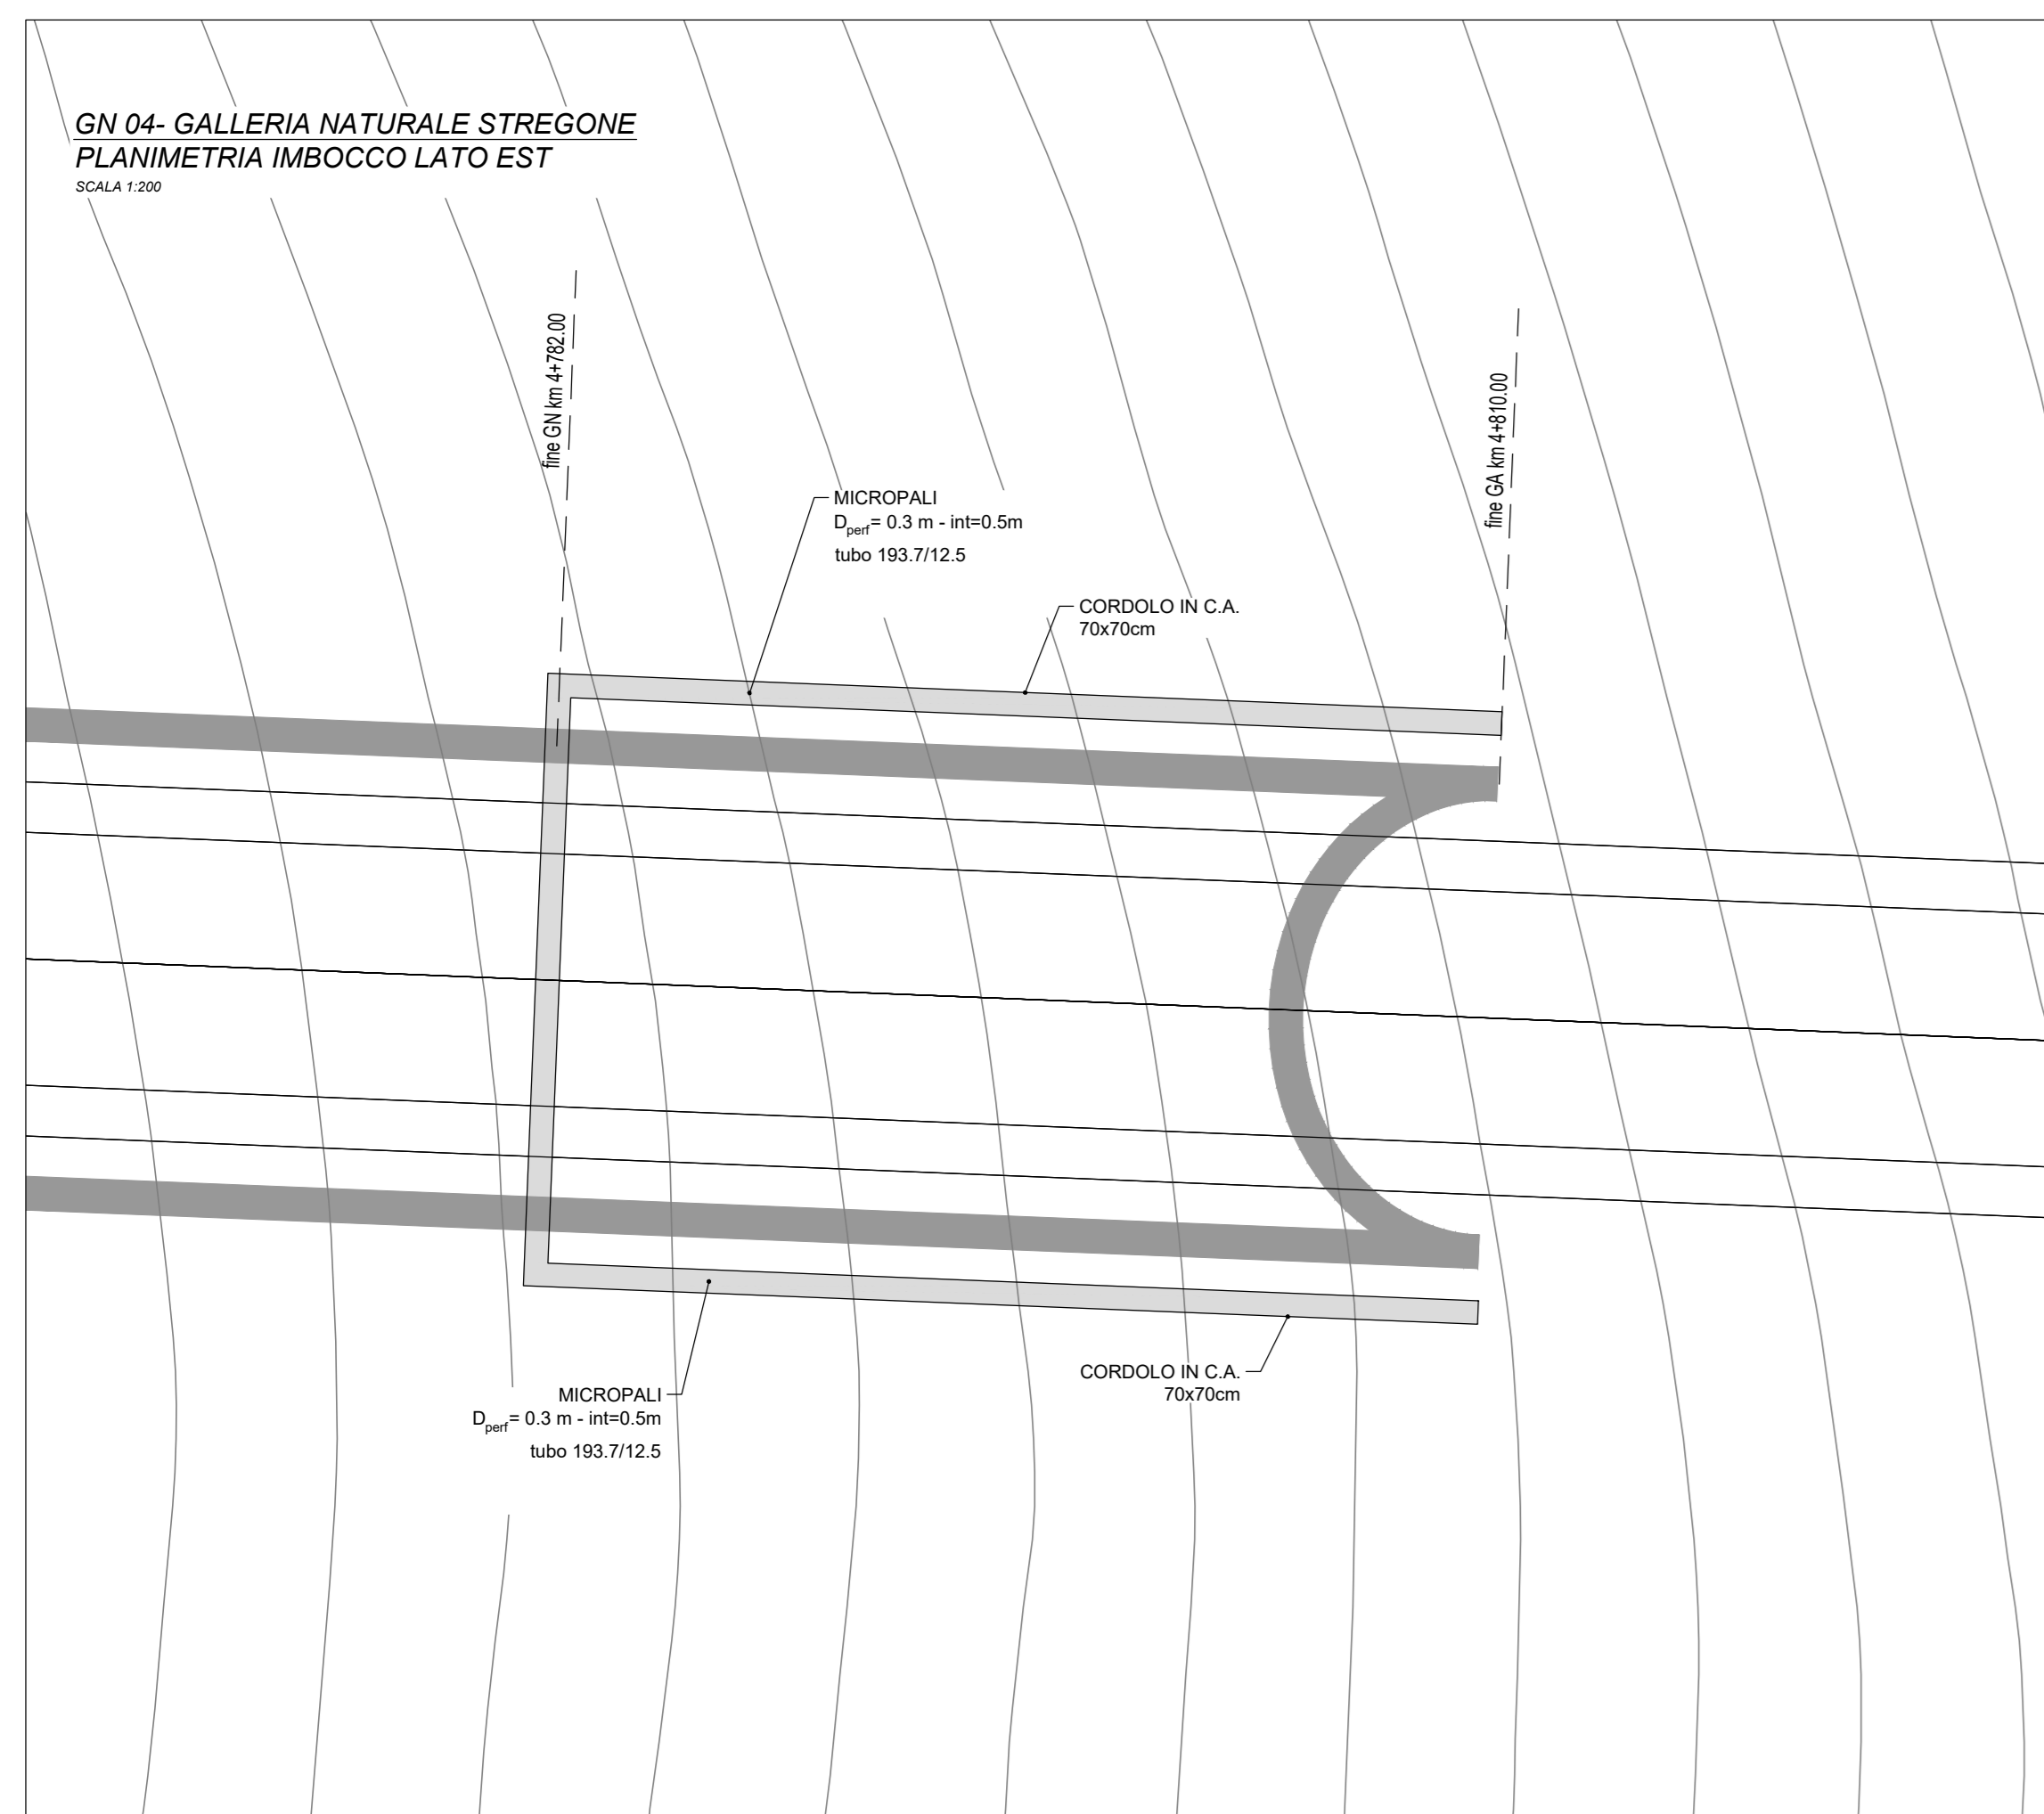 GN 04- GALLERIA NATURALE STREGONE
PLANIMETRIA IMBOCCO LATO EST
SCALA 1:200
fine GN km 4+782.00
fine GA km 4+810.00
MICROPALI
Dperf= 0.3 m - int=0.5m
tubo 193.7/12.5
CORDOLO IN C.A.
70x70cm
CORDOLO IN C.A.
70x70cm
MICROPALI
Dperf= 0.3 m - int=0.5m
tubo 193.7/12.5